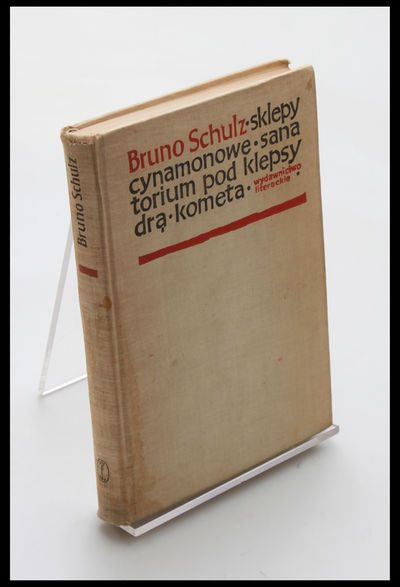 Bruno Schulz·sklepy
cynamonowe·sana
torium pod klepsy
drą·kometa·wydawnictwo
literackie·
Bruno Schulz